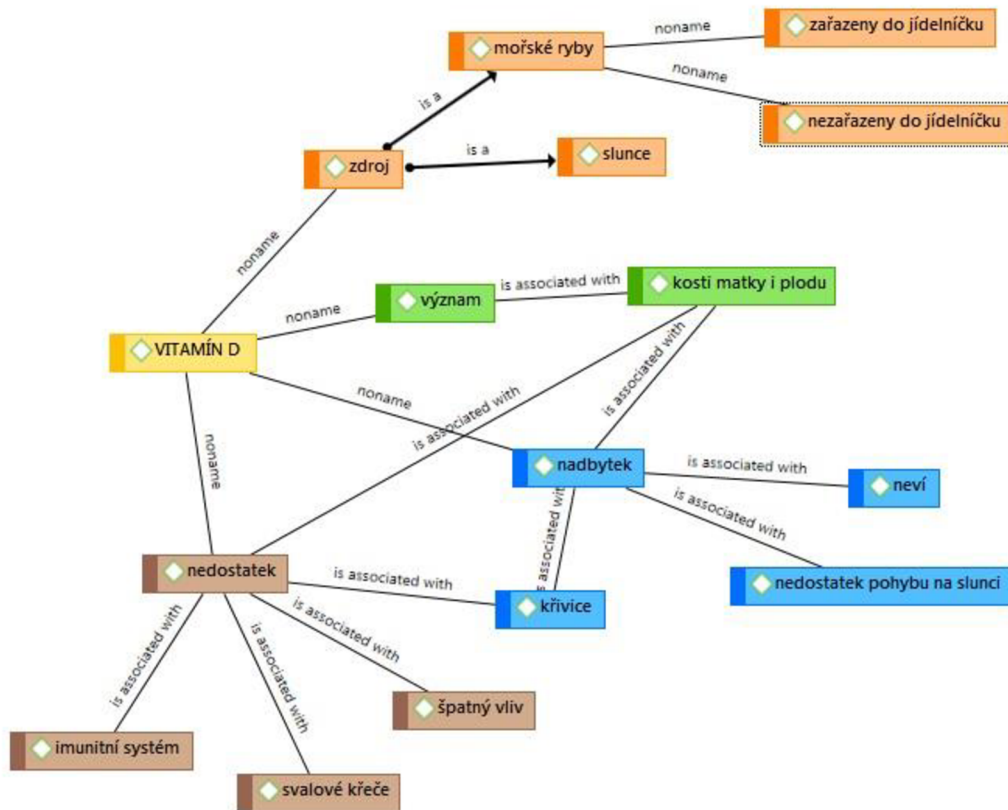 noname
zařazeny do jídelníčku
mořské ryby
noname
nezařazeny do jídelníčku
is a
is a
slunce
zdroj
noname
is associated with
kosti matky i plodu
význam
noname
VITAMÍN D
is associated with
noname
is associated with
noname
nadbytek
is associated with
neví
is associated with
is associated with
nedostatek
is associated with
nedostatek pohybu na slunci
křivice
is associated with
is associated with
is associated with
špatný vliv
imunitní systém
svalové křeče